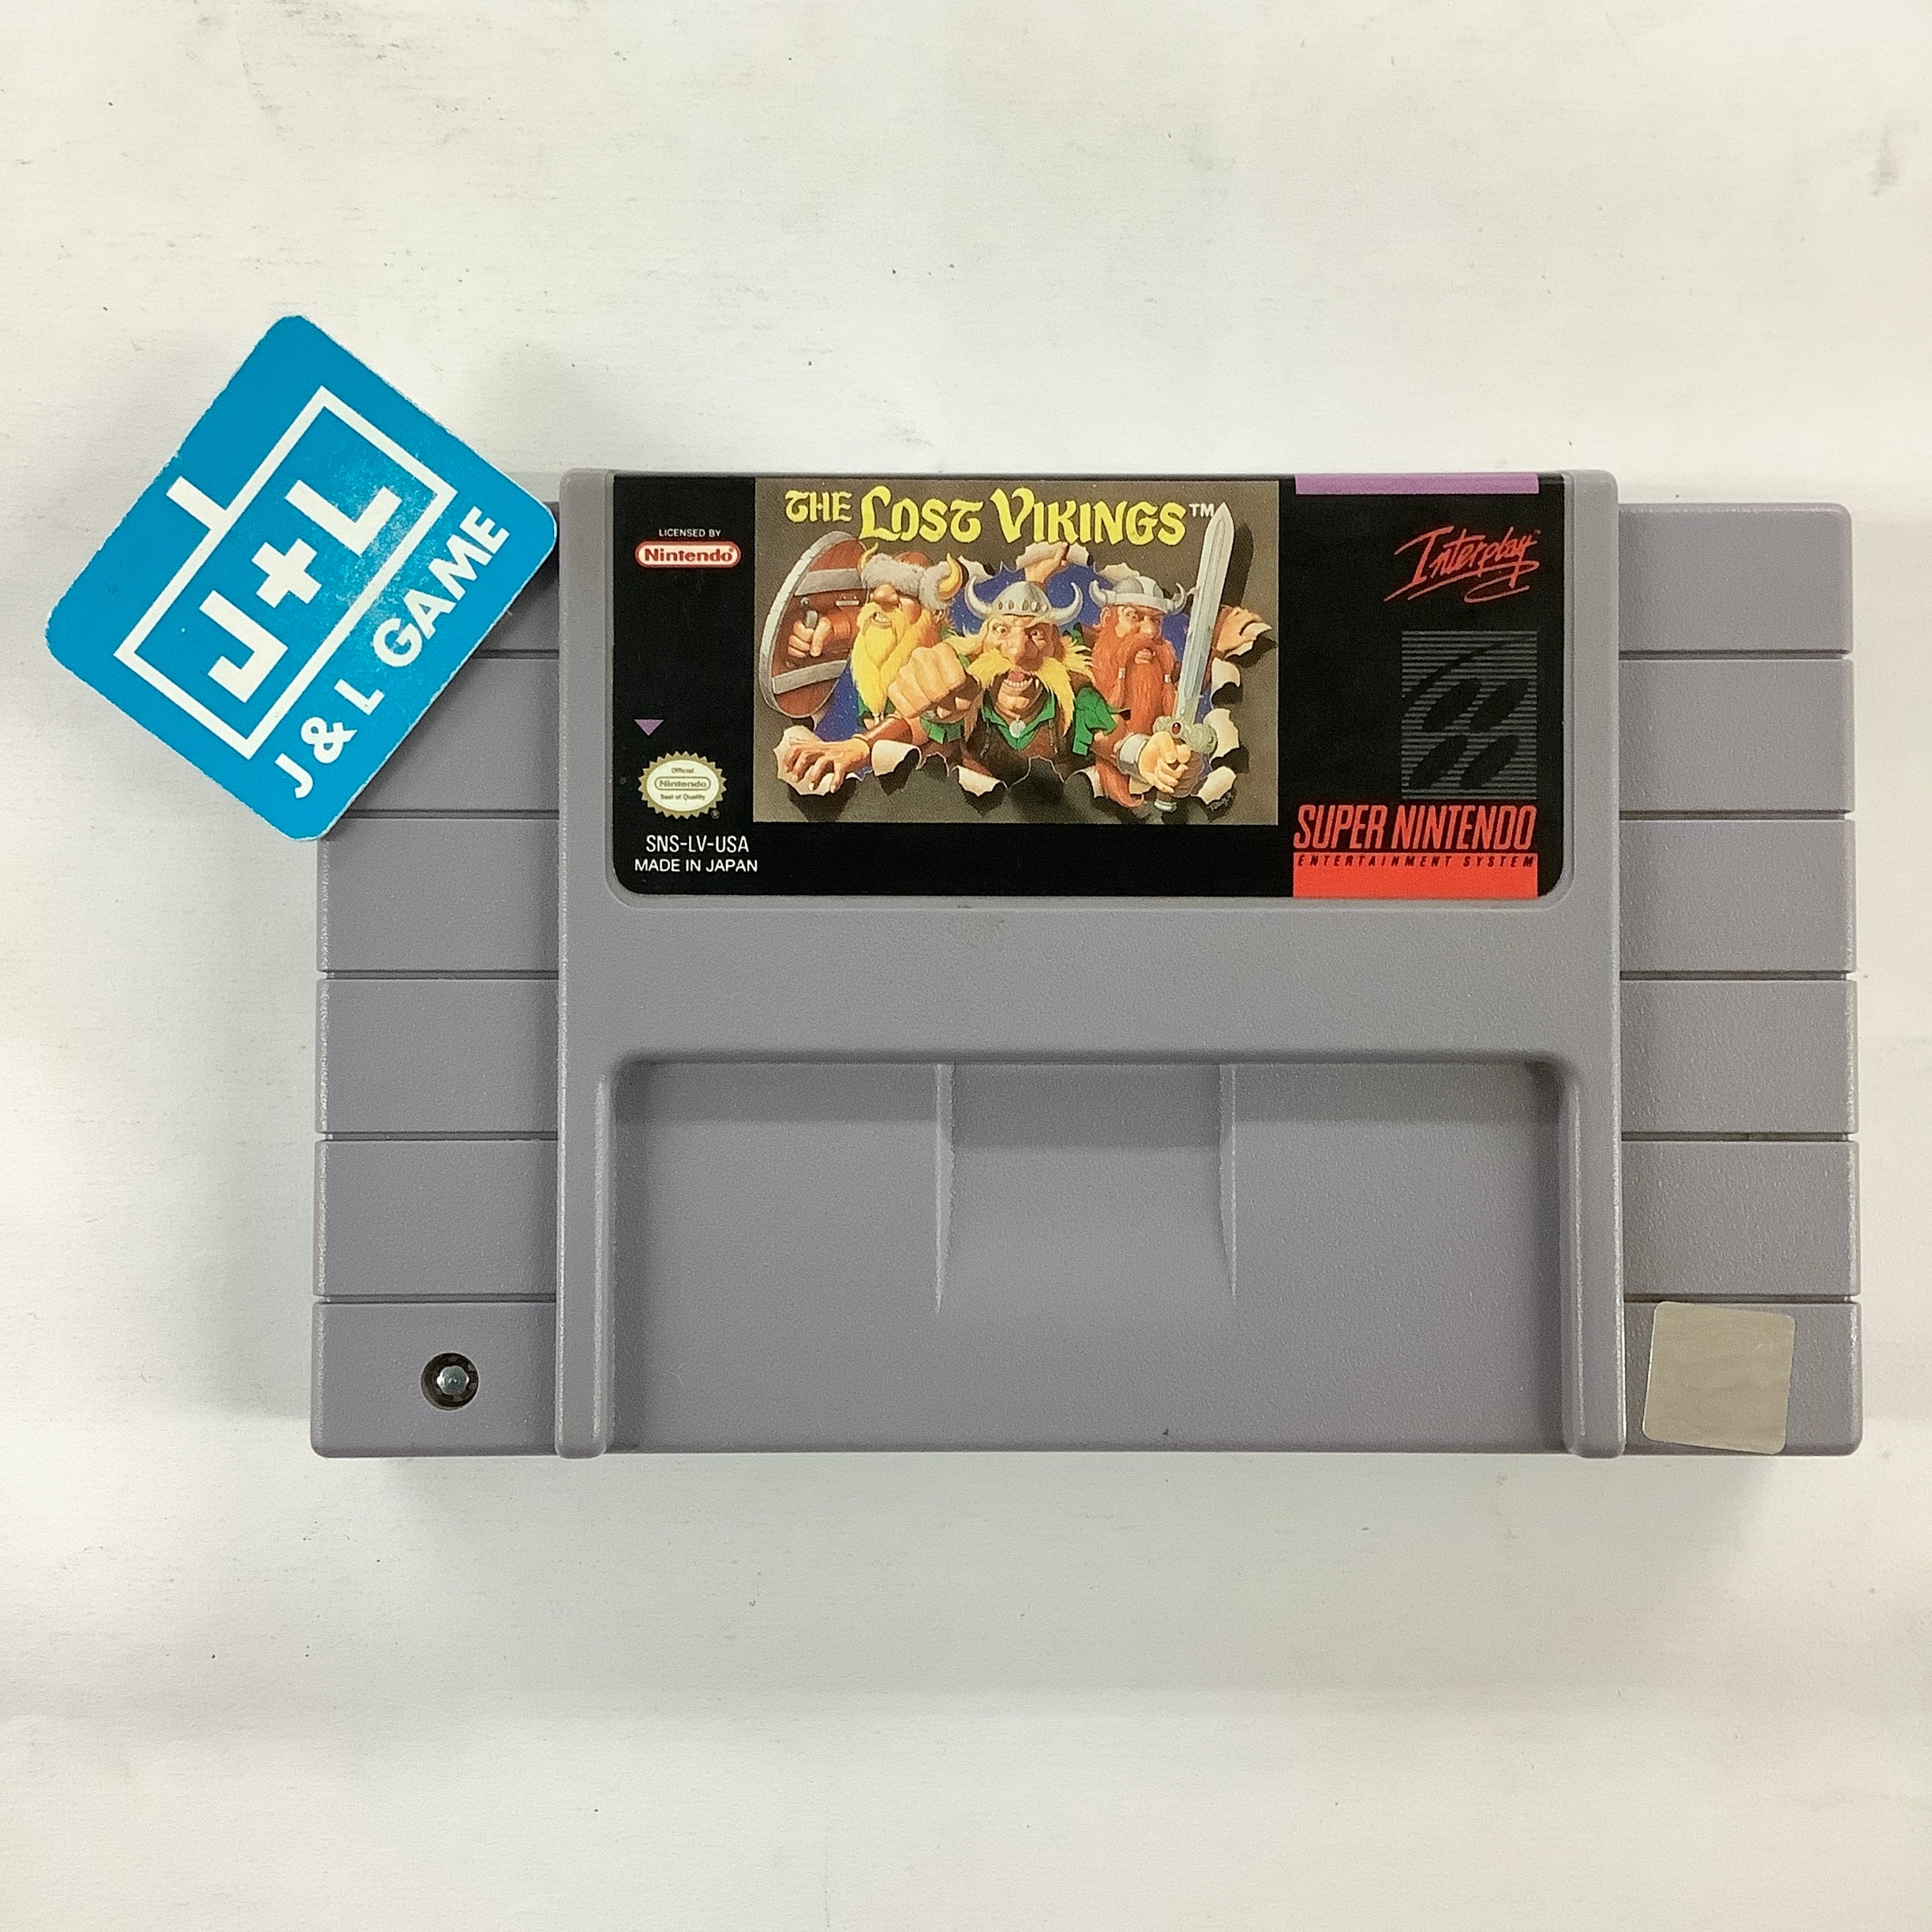 J+L
J & L GAME
THE LOST VIKINGS™
LICENSED BY
Nintendo®
Interplay™
Official
Nintendo
Seal of Quality
®
SNS-LV-USA
MADE IN JAPAN
SUPER NINTENDO
ENTERTAINMENT SYSTEM